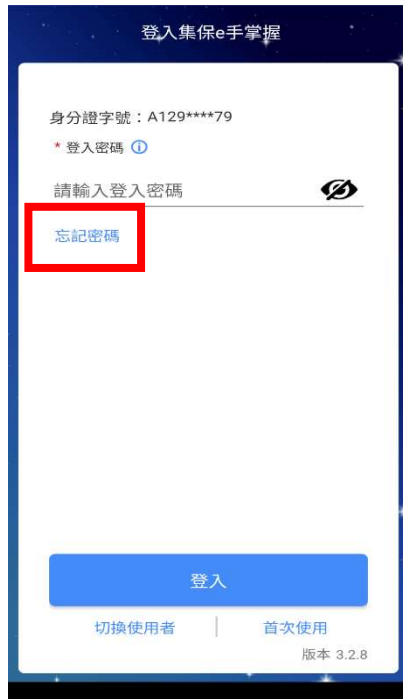 登入集保e手掌握
身分證字號：A129****79
* 登入密碼
請輸入登入密碼
忘記密碼
登入
切換使用者 | 首次使用
版本 3.2.8